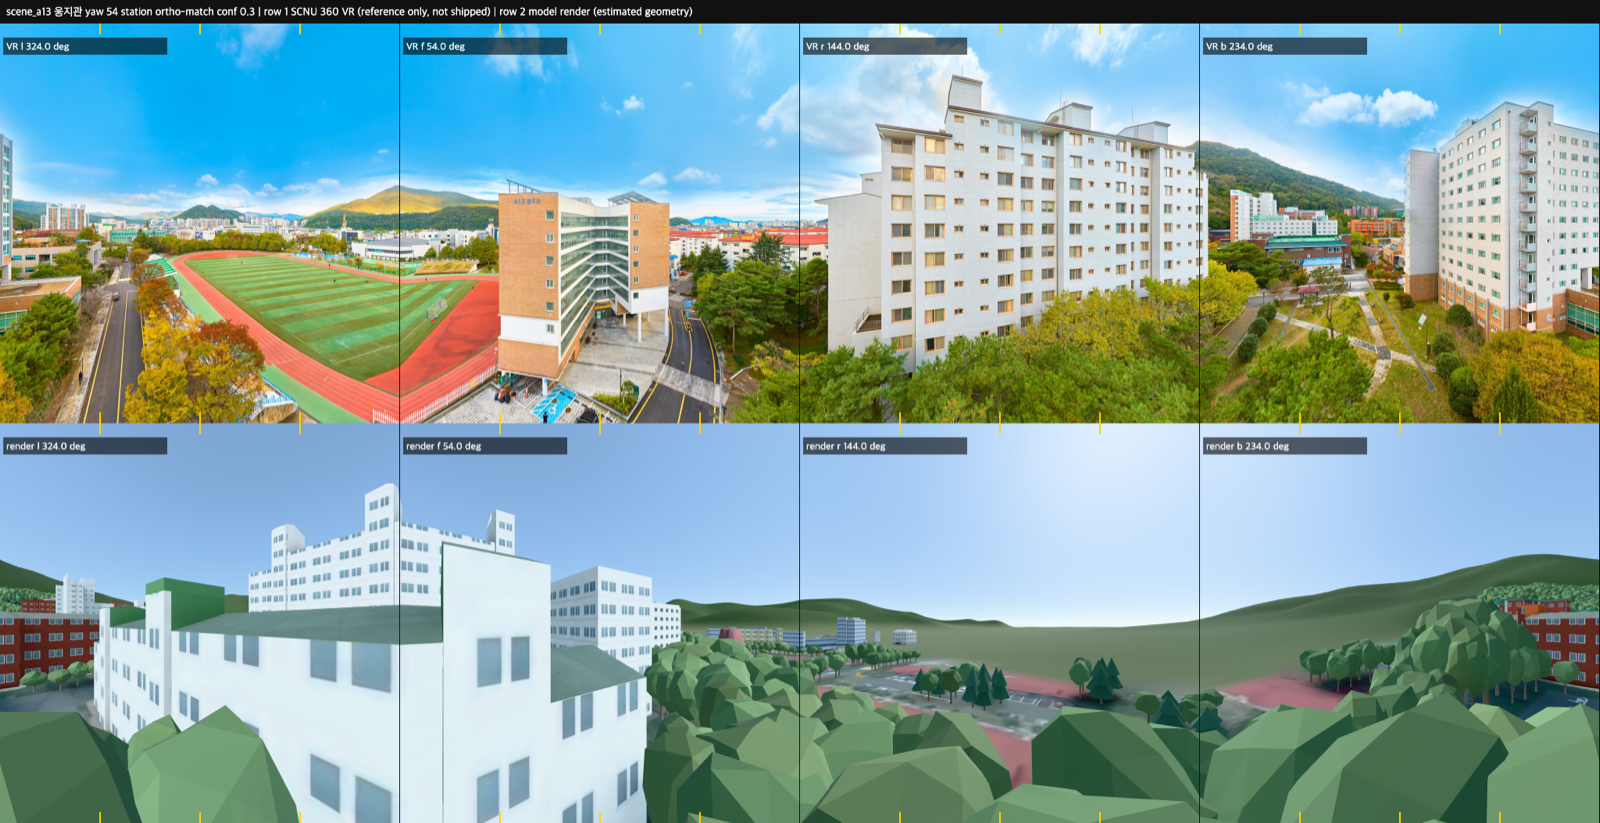 scene_a13 웅지관 yaw 54 station ortho-match conf 0.3 | row 1 SCNU 360 VR (reference only, not shipped) | row 2 model render (estimated geometry)
VR l 324.0 deg
VR f 54.0 deg
VR r 144.0 deg
VR b 234.0 deg
render l 324.0 deg
render f 54.0 deg
render r 144.0 deg
render b 234.0 deg